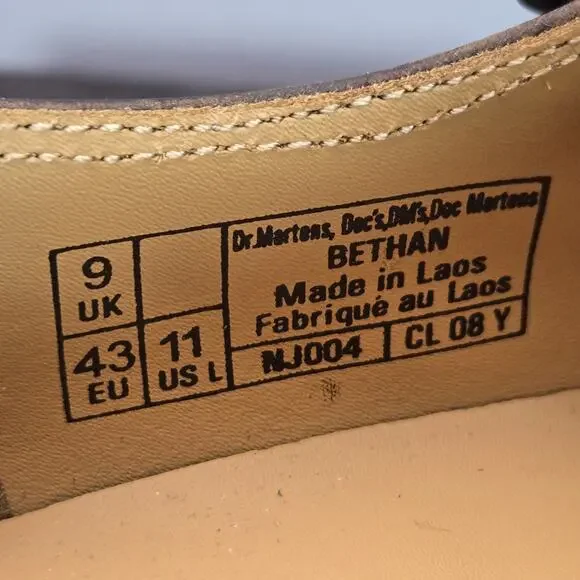 9
UK
43
EU
11
US L
Dr.Martens, Doc's,DM's,Doc Martens
BETHAN
Made in Laos
Fabriqué au Laos
NJ004
CL 08 Y